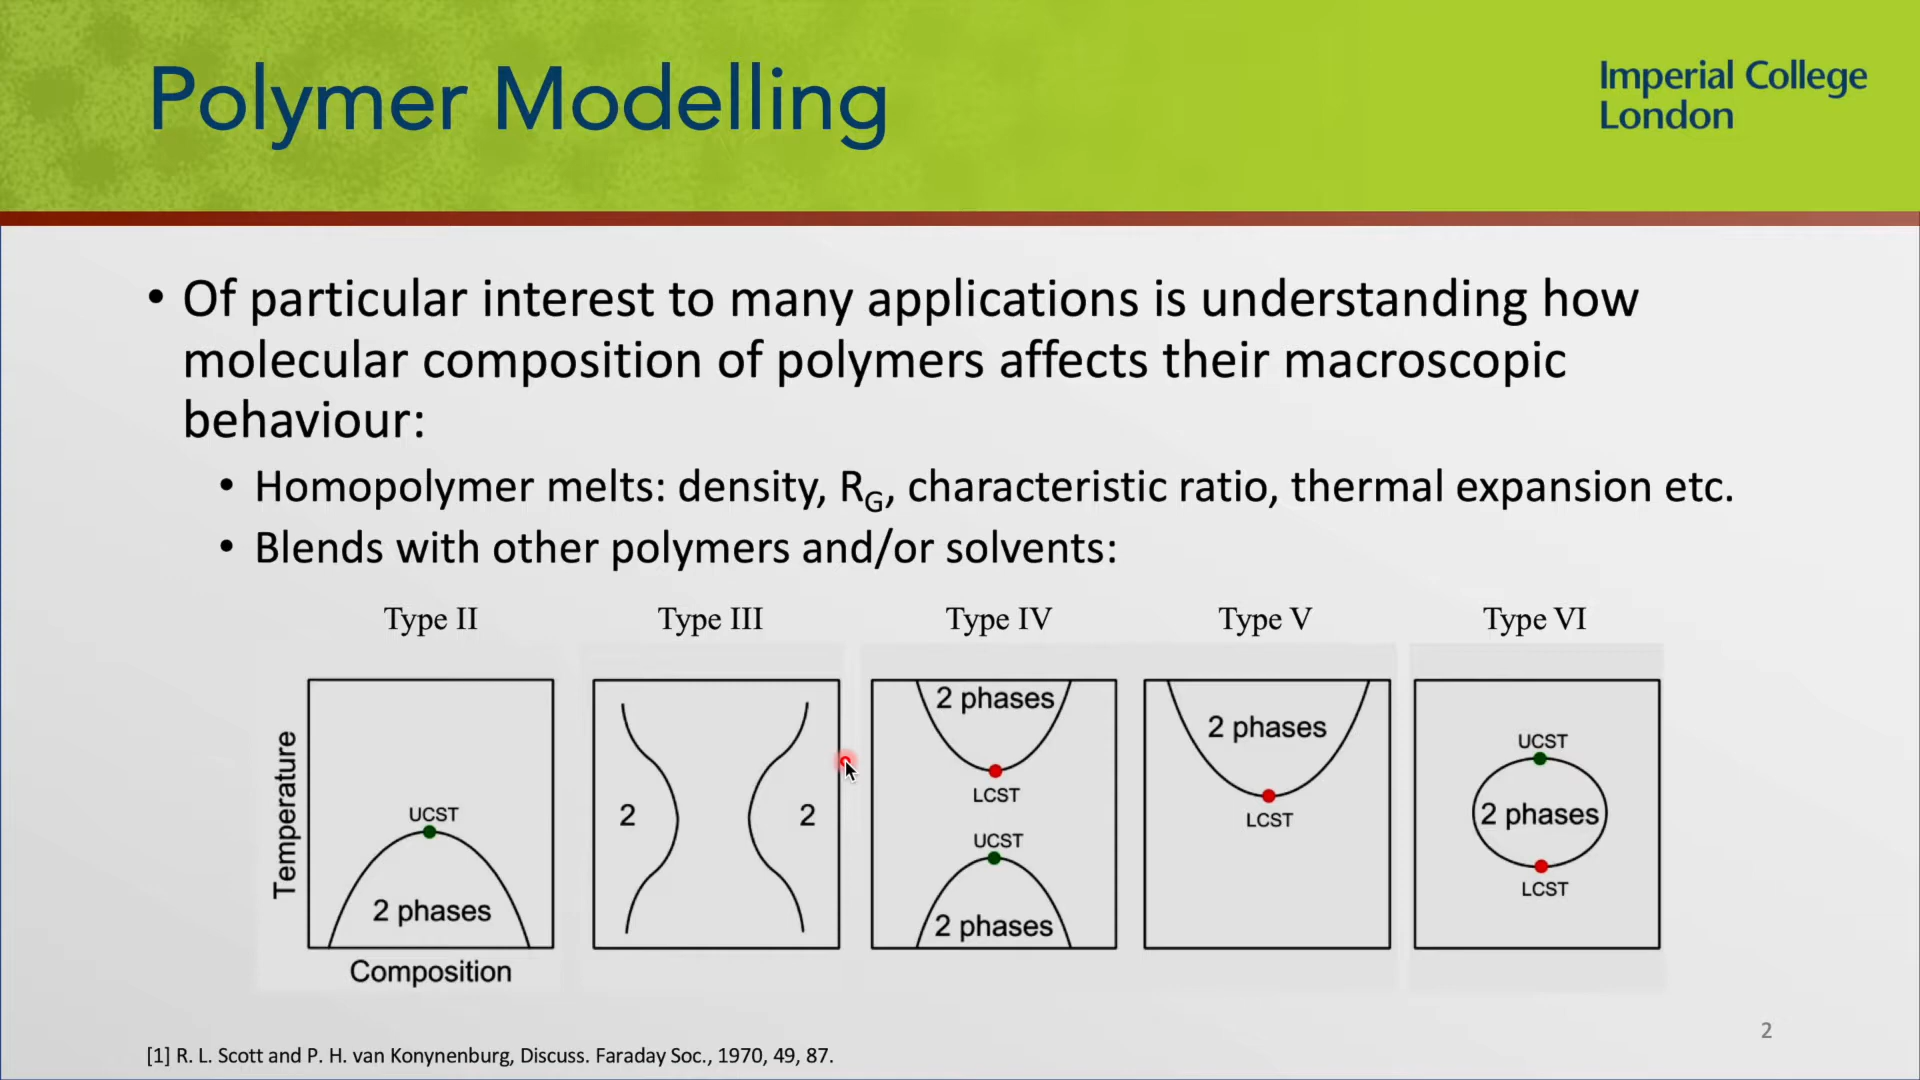 Polymer Modelling
Imperial College
London
• Of particular interest to many applications is understanding how
molecular composition of polymers affects their macroscopic
behaviour:
• Homopolymer melts: density, R_G, characteristic ratio, thermal expansion etc.
• Blends with other polymers and/or solvents:
Type II
Type III
Type IV
Type V
Type VI
Temperature
UCST
2 phases
Composition
2
2
2 phases
LCST
UCST
2 phases
2 phases
LCST
UCST
2 phases
LCST
2
[1] R. L. Scott and P. H. van Konynenburg, Discuss. Faraday Soc., 1970, 49, 87.